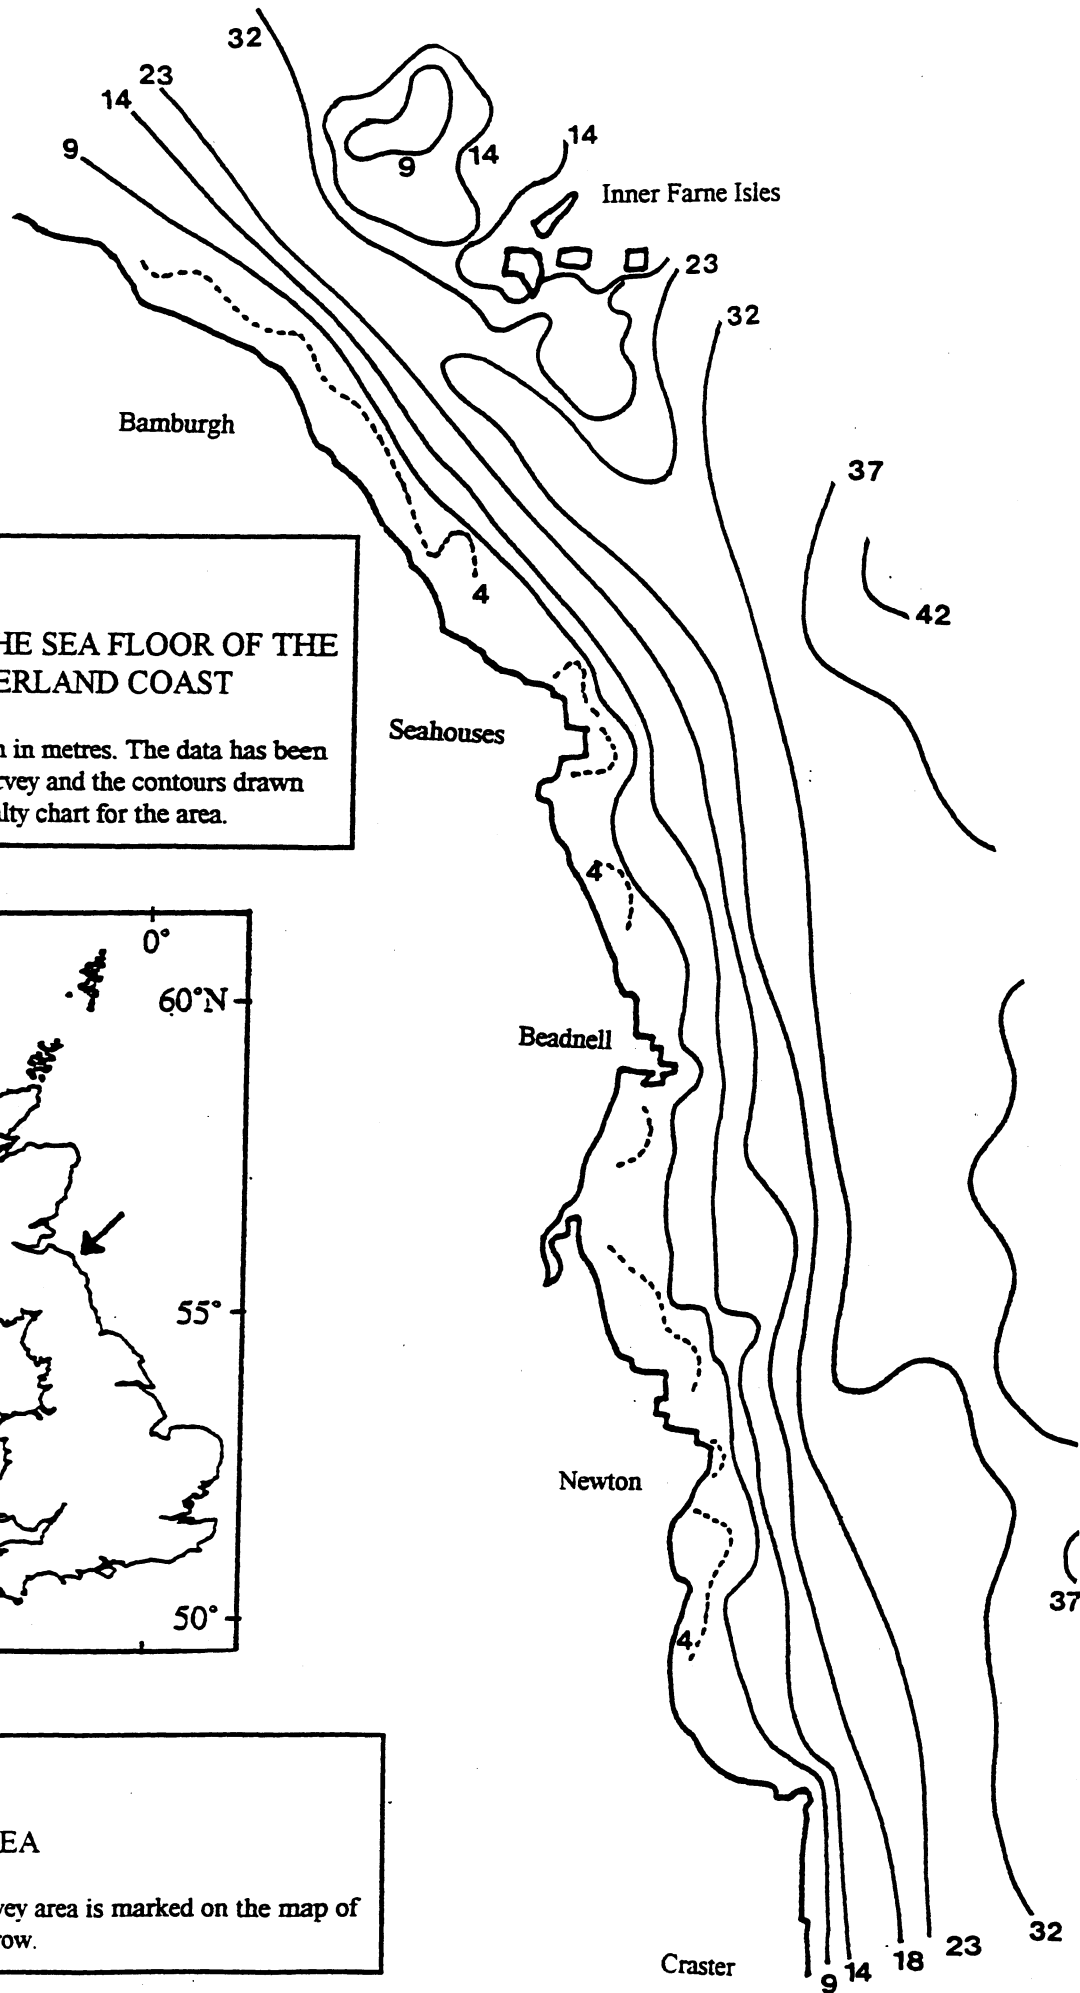 32
23
14
9
9
14
14
Inner Farne Isles
23
32
Bamburgh
37
42
4
HE SEA FLOOR OF THE
ERLAND COAST
n in metres. The data has been
rvey and the contours drawn
alty chart for the area.
Seahouses
4
0°
60°N
Beadnell
55°
50°
Newton
37
4
EA
vey area is marked on the map of
row.
Craster
9
14
18
23
32